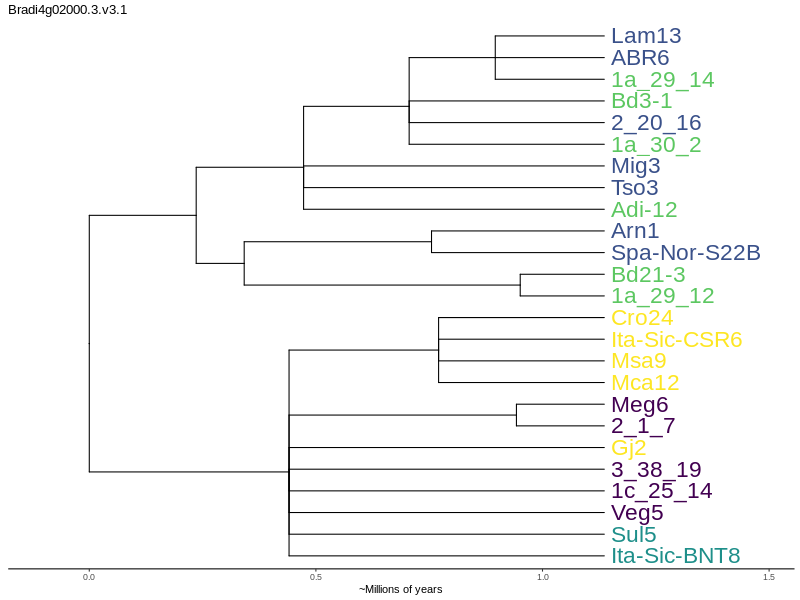 Bradi4g02000.3.v3.1
Lam13
ABR6
1a_29_14
Bd3-1
2_20_16
1a_30_2
Mig3
Tso3
Adi-12
Arn1
Spa-Nor-S22B
Bd21-3
1a_29_12
Cro24
Ita-Sic-CSR6
Msa9
Mca12
Meg6
2_1_7
Gj2
3_38_19
1c_25_14
Veg5
Sul5
Ita-Sic-BNT8
0.0 0.5 1.0 1.5
~Millions of years